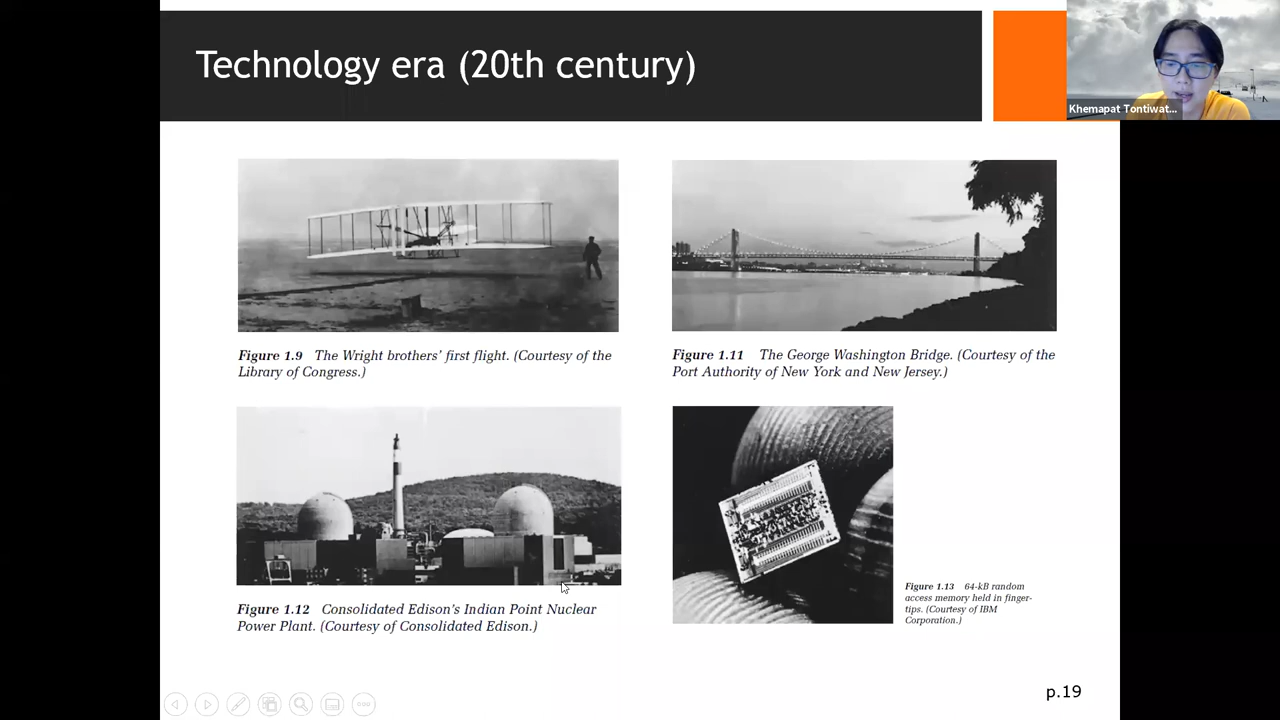 Technology era (20th century)
Khemapat Tontiwat...
Figure 1.9 The Wright brothers' first flight. (Courtesy of the
Library of Congress.)
Figure 1.11 The George Washington Bridge. (Courtesy of the
Port Authority of New York and New Jersey.)
Figure 1.12 Consolidated Edison's Indian Point Nuclear
Power Plant. (Courtesy of Consolidated Edison.)
Figure 1.13 64-kB random
access memory held in finger-
tips. (Courtesy of IBM
Corporation.)
p.19